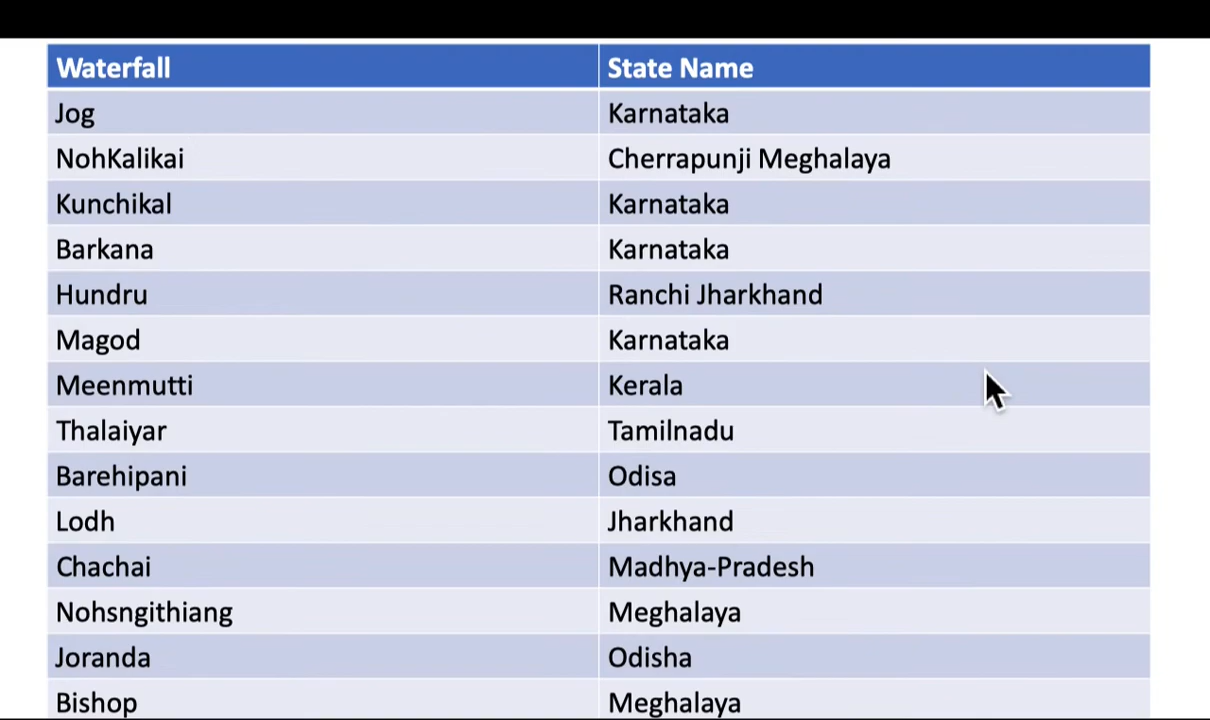 Waterfall State Name
Jog Karnataka
NohKalikai Cherrapunji Meghalaya
Kunchikal Karnataka
Barkana Karnataka
Hundru Ranchi Jharkhand
Magod Karnataka
Meenmutti Kerala
Thalaiyar Tamilnadu
Barehipani Odisa
Lodh Jharkhand
Chachai Madhya-Pradesh
Nohsngithiang Meghalaya
Joranda Odisha
Bishop Meghalaya